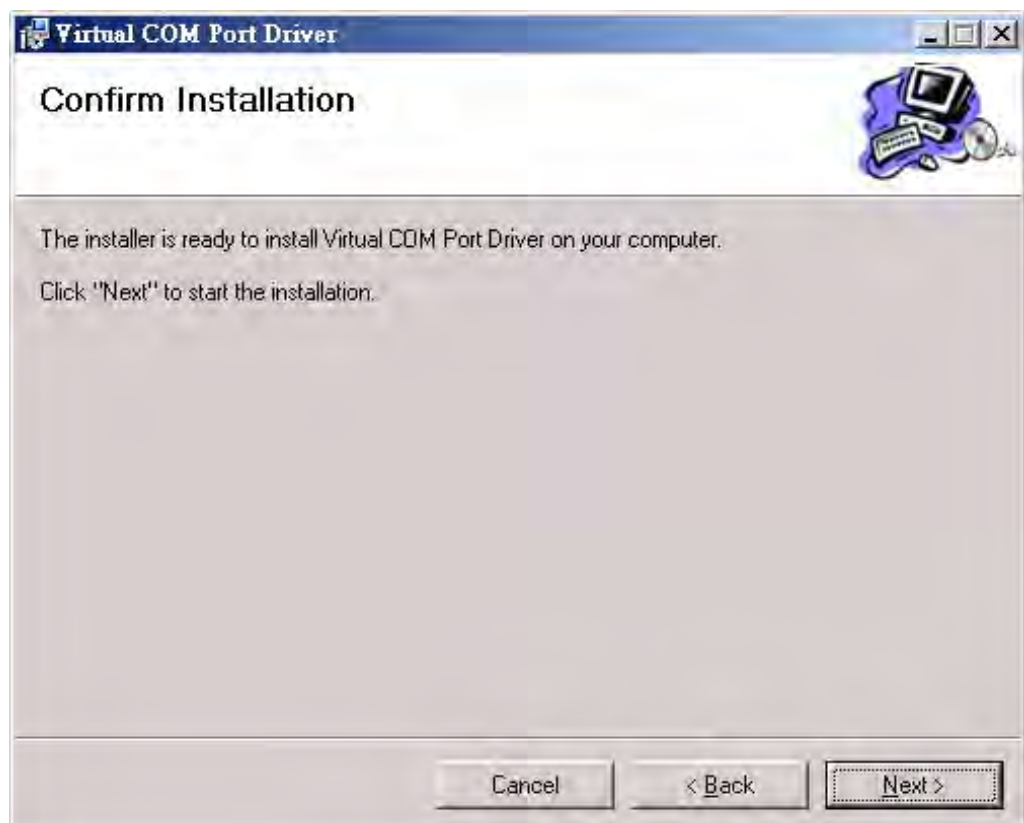 Virtual COM Port Driver
Confirm Installation
The installer is ready to install Virtual COM Port Driver on your computer.
Click "Next" to start the installation.
Cancel
< Back
Next >